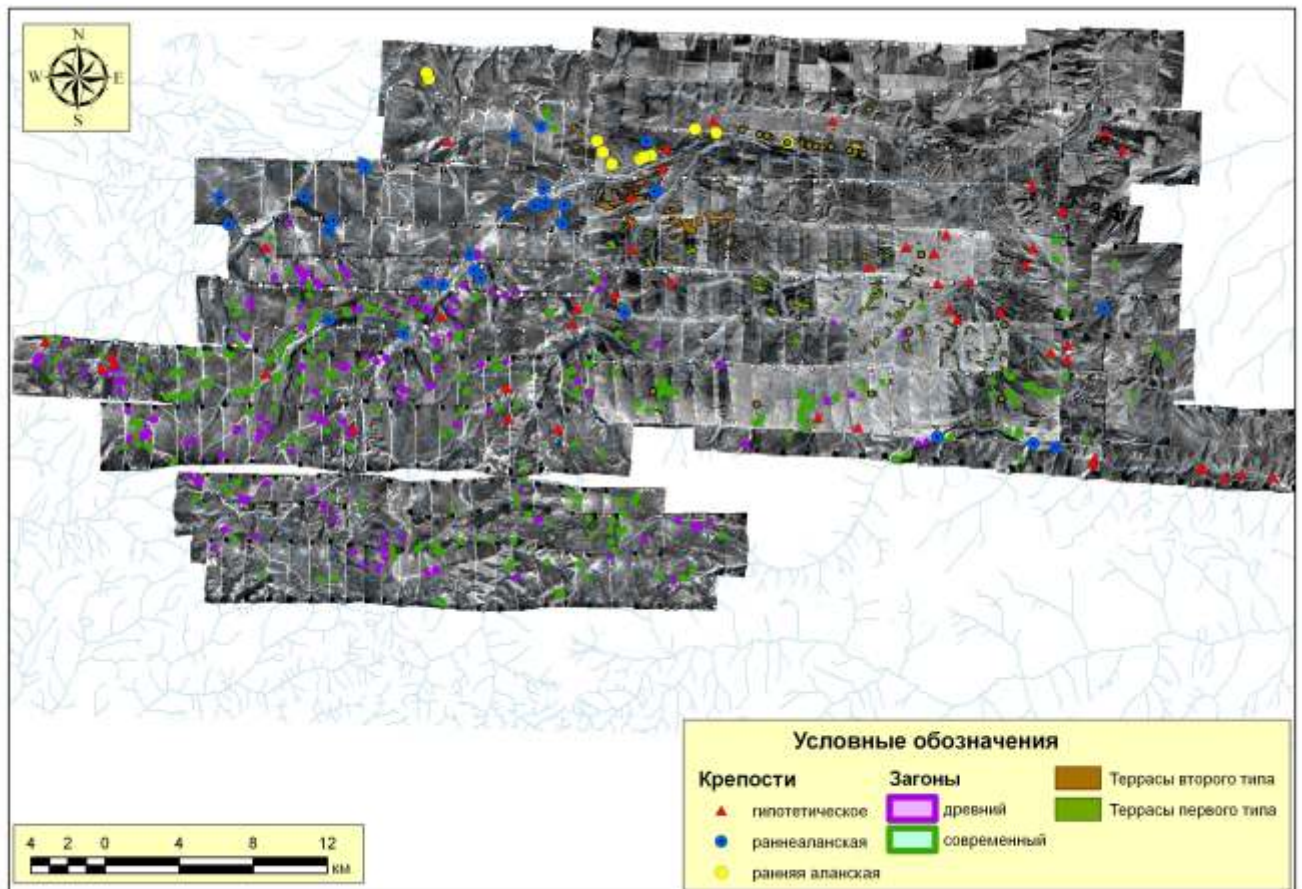 N
W E
S
Условные обозначения
Крепости
гипотетическое
раннеаланская
ранняя аланская
Загоны
древний
современный
Террасы второго типа
Террасы первого типа
4 2 0 4 8 12
км